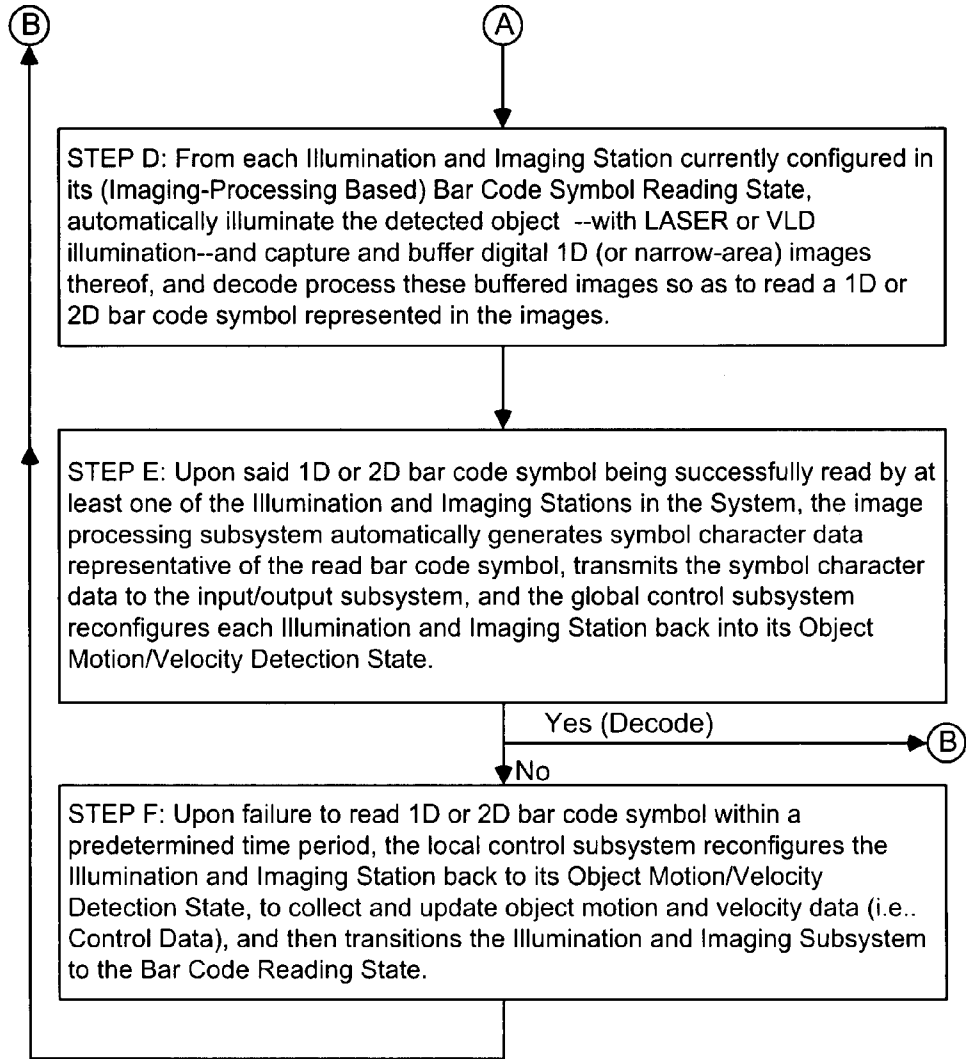 B
A
STEP D: From each Illumination and Imaging Station currently configured in
its (Imaging-Processing Based) Bar Code Symbol Reading State,
automatically illuminate the detected object --with LASER or VLD
illumination--and capture and buffer digital 1D (or narrow-area) images
thereof, and decode process these buffered images so as to read a 1D or
2D bar code symbol represented in the images.
STEP E: Upon said 1D or 2D bar code symbol being successfully read by at
least one of the Illumination and Imaging Stations in the System, the image
processing subsystem automatically generates symbol character data
representative of the read bar code symbol, transmits the symbol character
data to the input/output subsystem, and the global control subsystem
reconfigures each Illumination and Imaging Station back into its Object
Motion/Velocity Detection State.
Yes (Decode)
B
No
STEP F: Upon failure to read 1D or 2D bar code symbol within a
predetermined time period, the local control subsystem reconfigures the
Illumination and Imaging Station back to its Object Motion/Velocity
Detection State, to collect and update object motion and velocity data (i.e..
Control Data), and then transitions the Illumination and Imaging Subsystem
to the Bar Code Reading State.